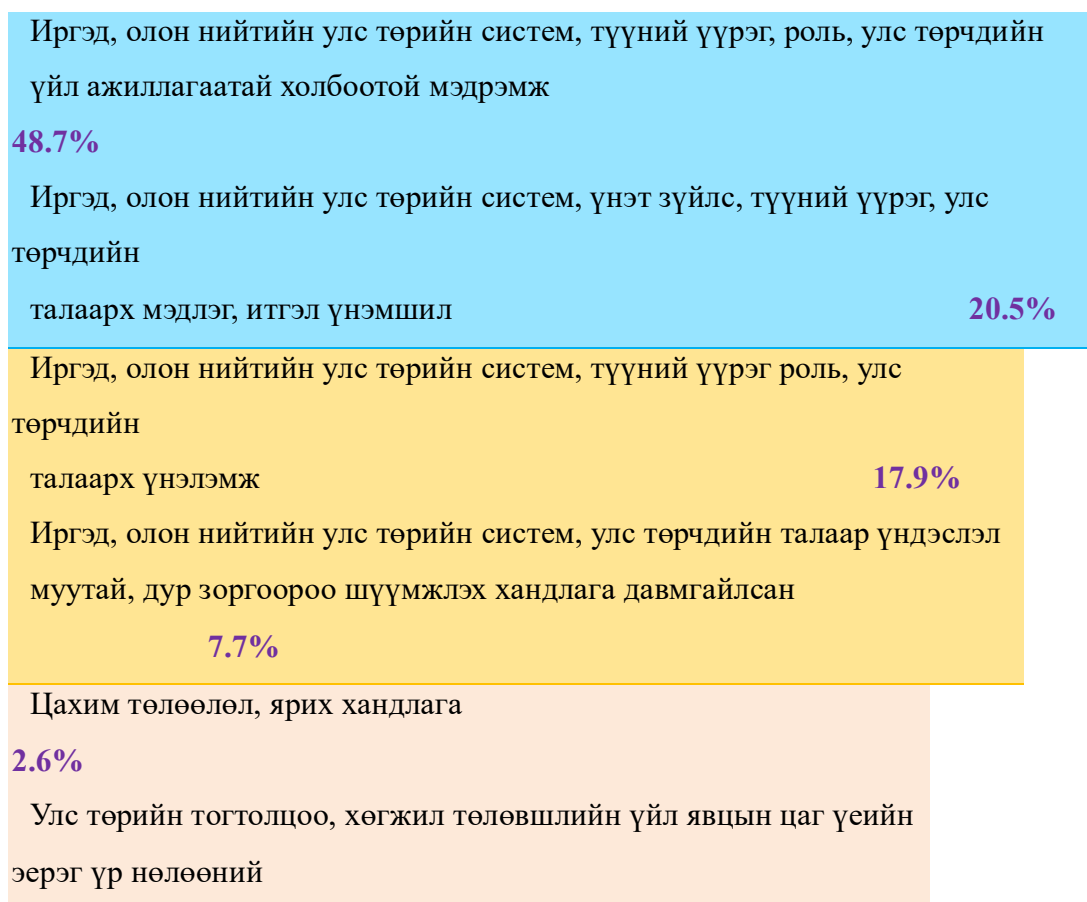 Иргэд, олон нийтийн улс төрийн систем, түүний үүрэг, роль, улс төрчдийн
үйл ажиллагаатай холбоотой мэдрэмж
48.7%
Иргэд, олон нийтийн улс төрийн систем, үнэт зүйлс, түүний үүрэг, улс
төрчдийн
талаарх мэдлэг, итгэл үнэмшил 20.5%
Иргэд, олон нийтийн улс төрийн систем, түүний үүрэг роль, улс
төрчдийн
талаарх үнэлэмж 17.9%
Иргэд, олон нийтийн улс төрийн систем, улс төрчдийн талаар үндэслэл
муутай, дур зоргоороо шүүмжлэх хандлага давмгайлсан
7.7%
Цахим төлөөлөл, ярих хандлага
2.6%
Улс төрийн тогтолцоо, хөгжил төлөвшлийн үйл явцын цаг үеийн
эерэг үр нөлөөний